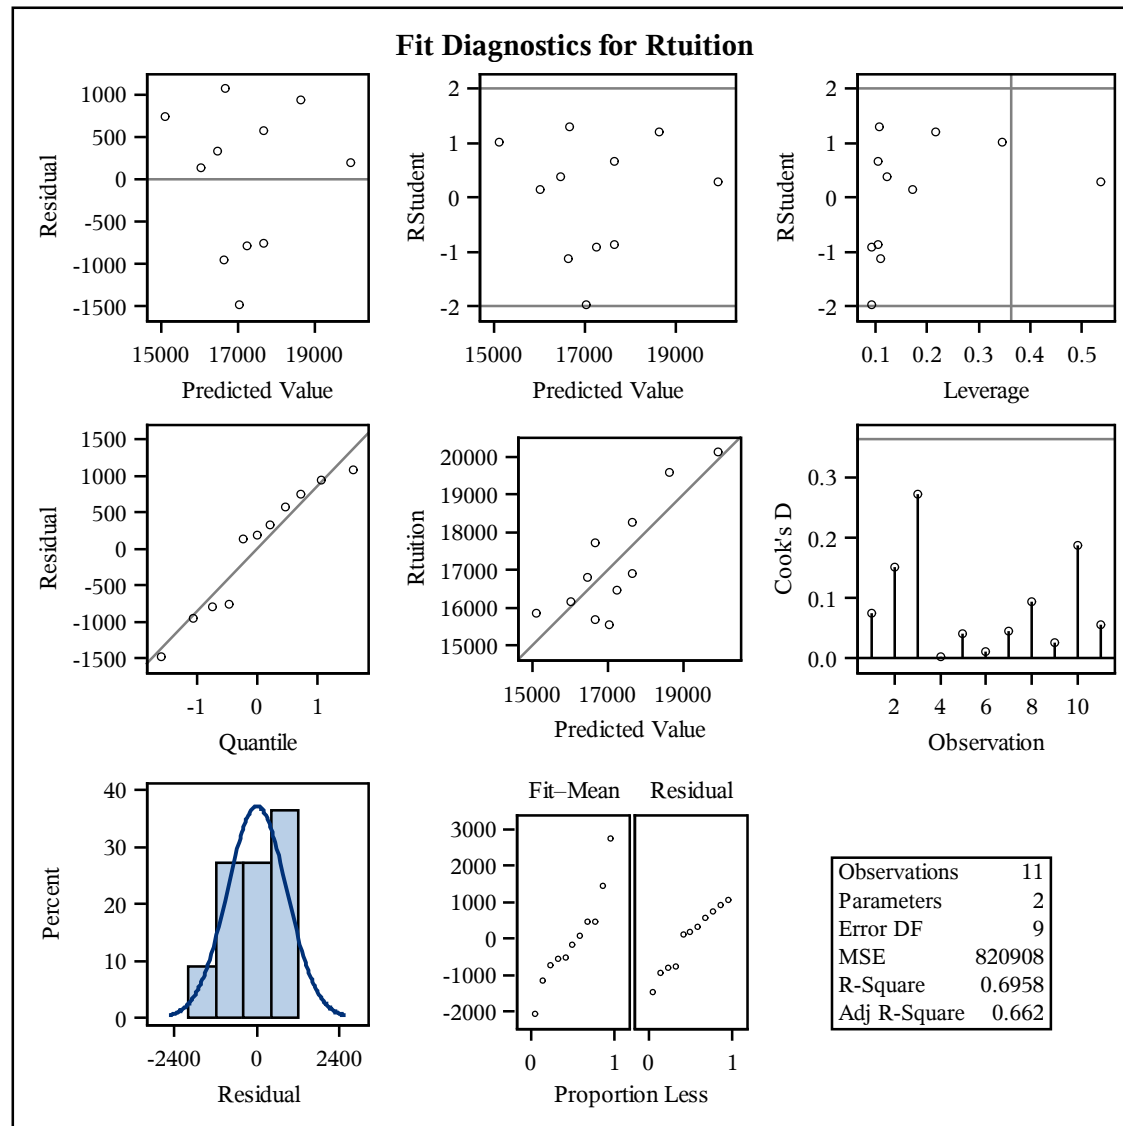 Fit Diagnostics for Rtuition
1000
500
0
-500
-1000
-1500
Residual
15000 17000 19000
Predicted Value
2
1
0
-1
-2
RStudent
15000 17000 19000
Predicted Value
2
1
0
-1
-2
RStudent
0.1 0.2 0.3 0.4 0.5
Leverage
1500
1000
500
0
-500
-1000
-1500
Residual
-1 0 1
Quantile
20000
19000
18000
17000
16000
15000
Rtuition
15000 17000 19000
Predicted Value
0.3
0.2
0.1
0.0
Cook's D
2 4 6 8 10
Observation
40
30
20
10
0
Percent
-2400 0 2400
Residual
Fit–Mean Residual
3000
2000
1000
0
-1000
-2000
0 1 0 1
Proportion Less
Observations 11
Parameters 2
Error DF 9
MSE 820908
R-Square 0.6958
Adj R-Square 0.662